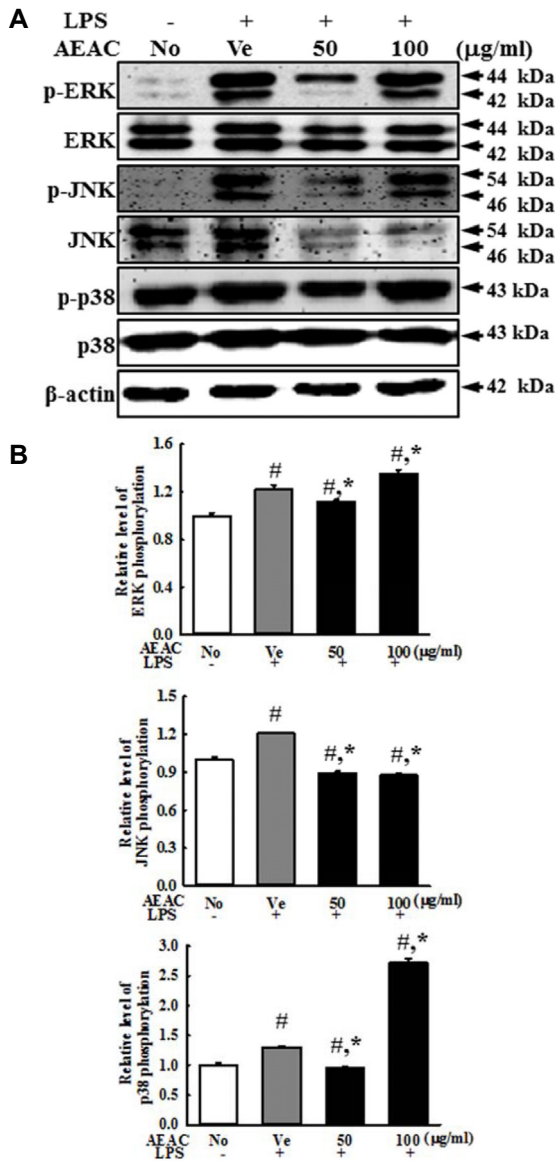 A
LPS - + + +
AEAC No Ve 50 100 (μg/ml)
p-ERK 44 kDa
42 kDa
ERK 44 kDa
42 kDa
p-JNK 54 kDa
46 kDa
JNK 54 kDa
46 kDa
p-p38 43 kDa
p38 43 kDa
β-actin 42 kDa
B
Relative level of
ERK phosphorylation
1.6
1.2
0.8
0.4
0.0
# #,* #,*
AEAC No Ve 50 100 (μg/ml)
LPS - + + +
Relative level of
JNK phosphorylation
1.5
1.2
0.9
0.6
0.3
0.0
# #,* #,*
AEAC No Ve 50 100 (μg/ml)
LPS - + + +
Relative level of
p38 phosphorylation
3.0
2.5
2.0
1.5
1.0
0.5
0.0
# #,* #,*
AEAC No Ve 50 100 (μg/ml)
LPS - + + +